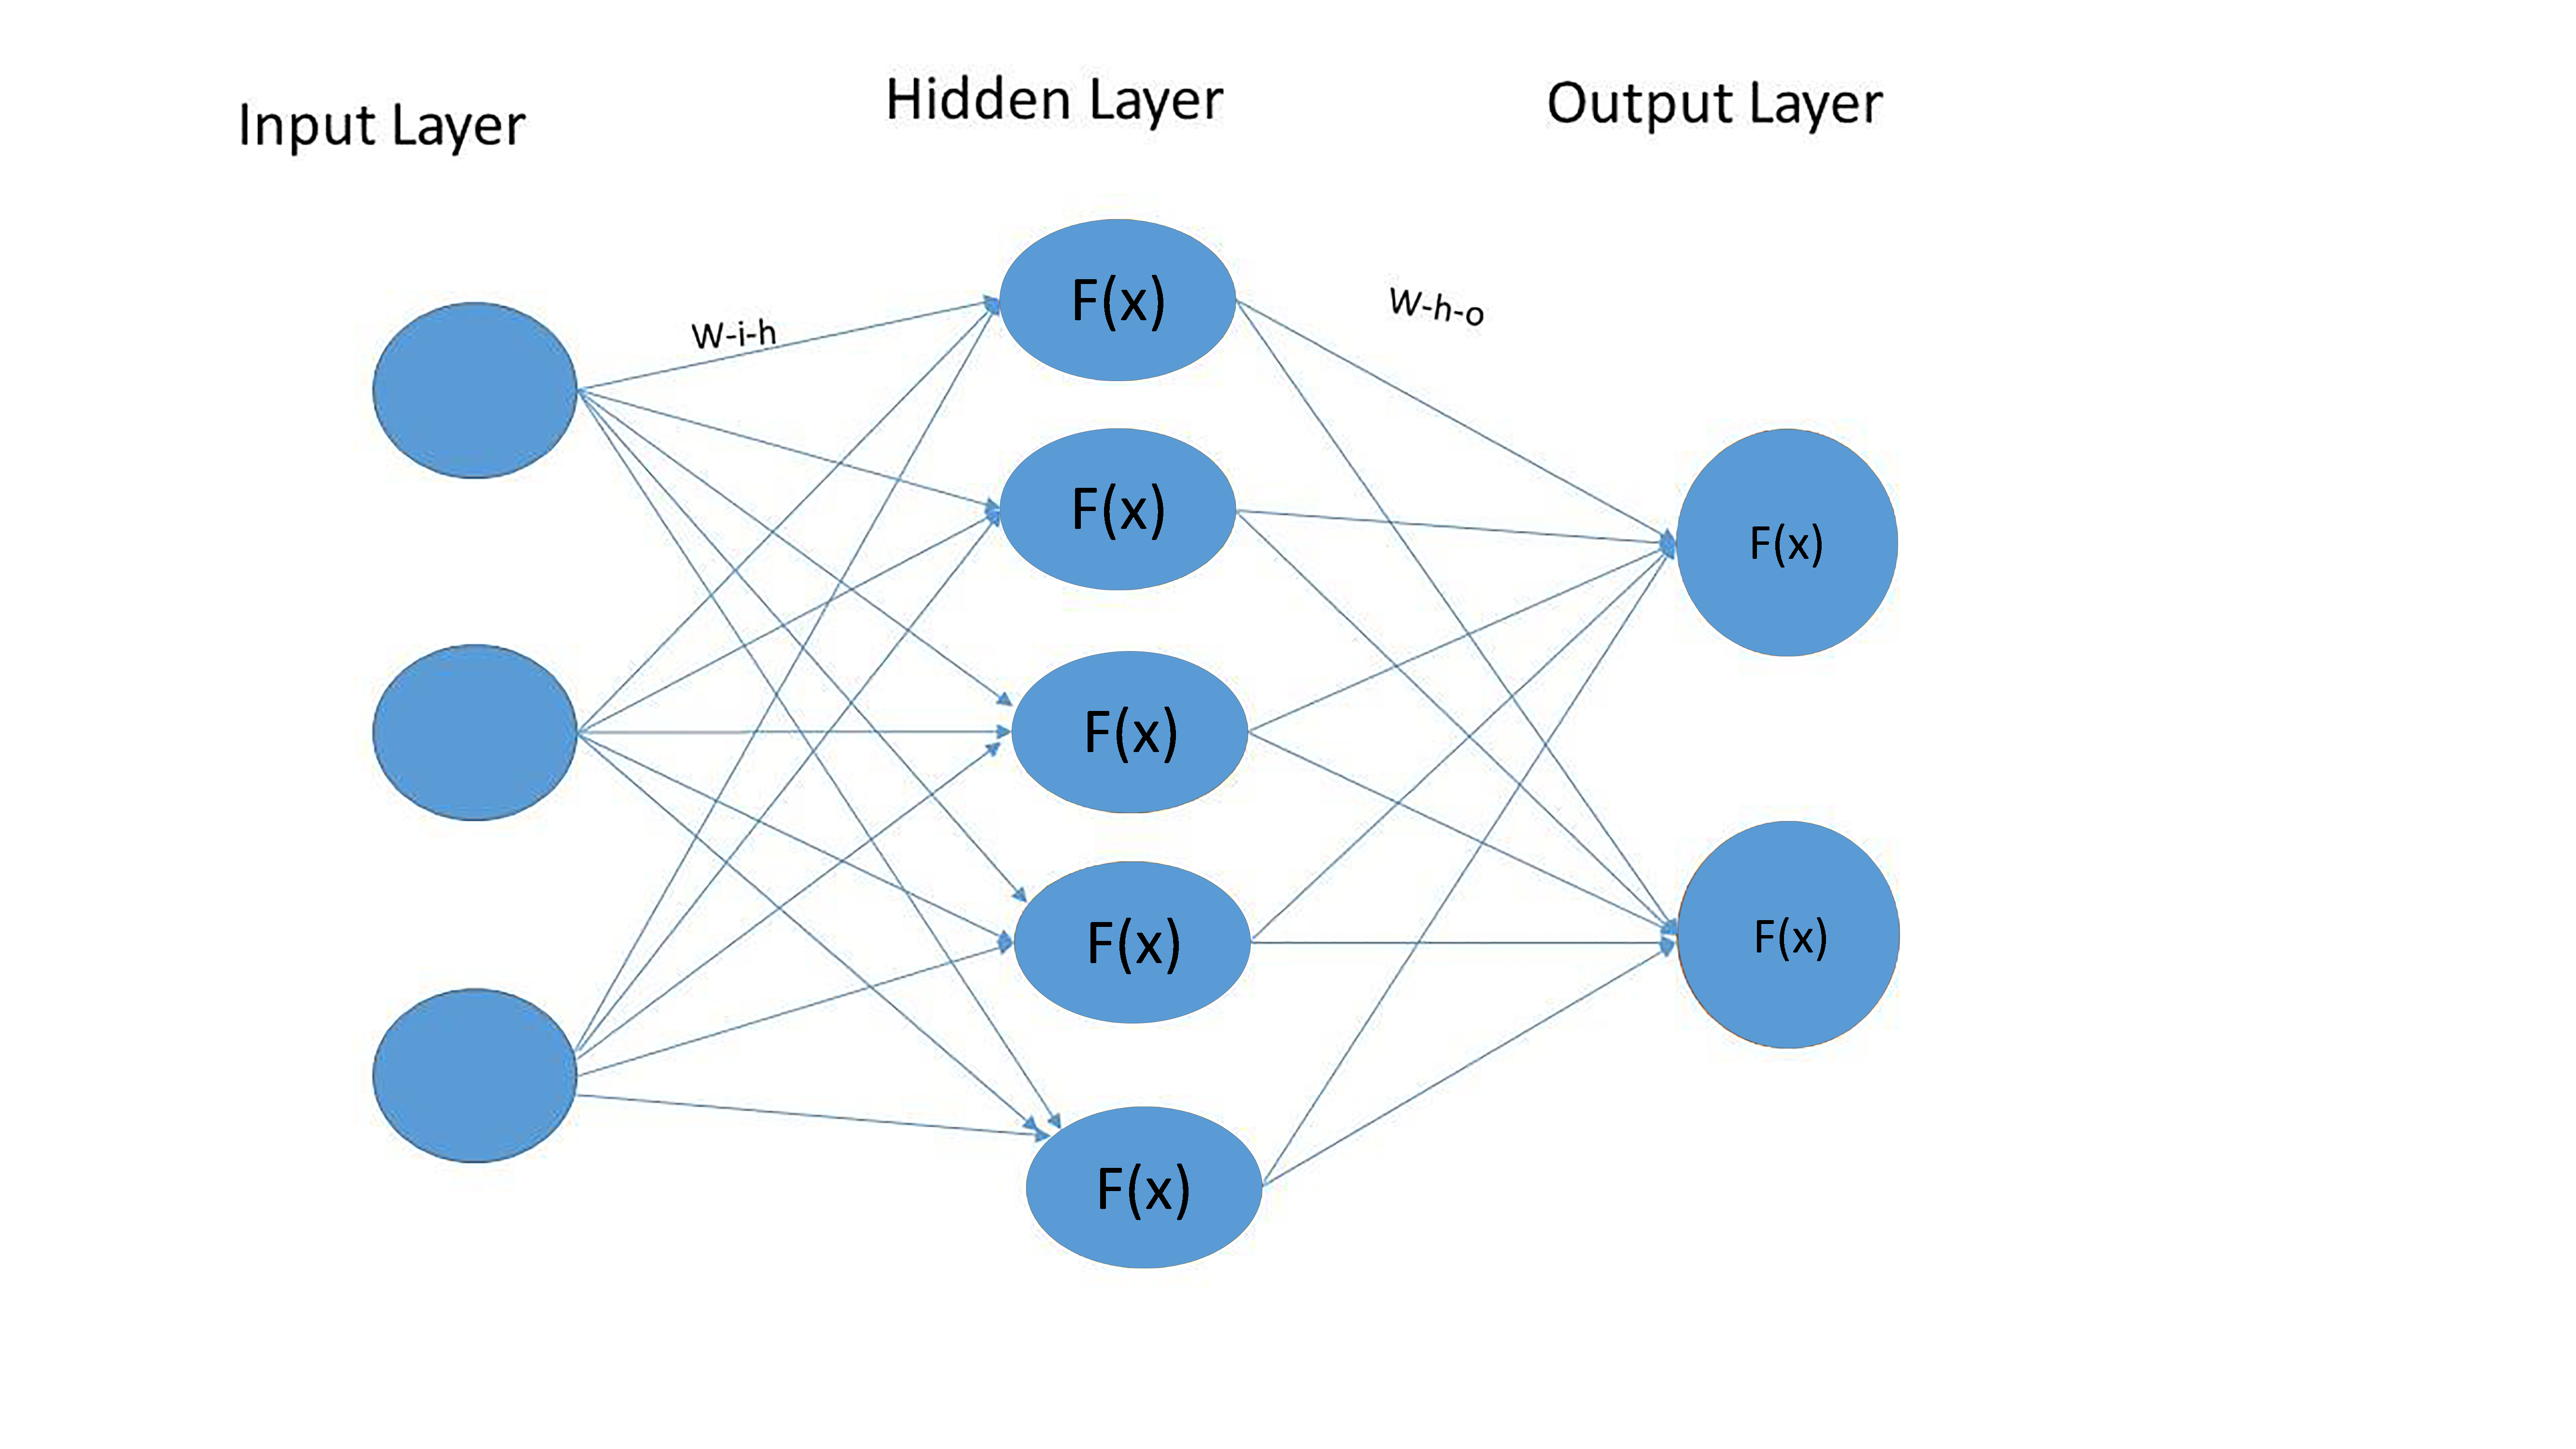 Input Layer
Hidden Layer
Output Layer
W-i-h
W-h-o
F(x)
F(x)
F(x)
F(x)
F(x)
F(x)
F(x)